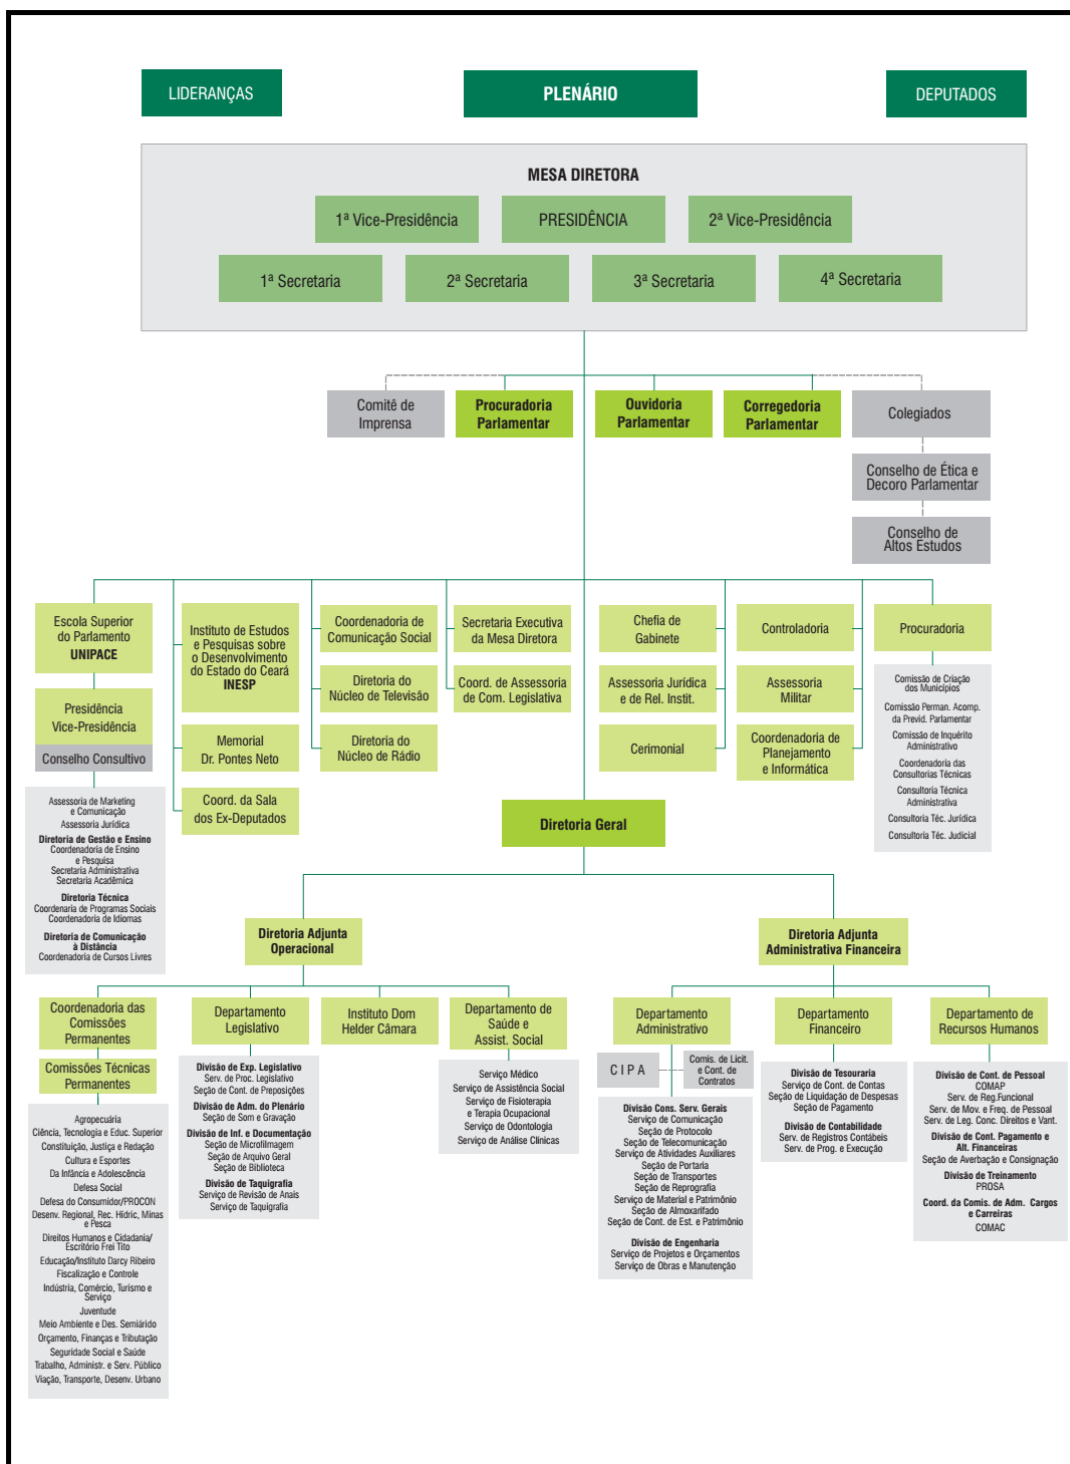 LIDERANÇAS
PLENÁRIO
DEPUTADOS
MESA DIRETORA
1ª Vice-Presidência
PRESIDÊNCIA
2ª Vice-Presidência
1ª Secretaria
2ª Secretaria
3ª Secretaria
4ª Secretaria
Comitê de
Imprensa
Procuradoria
Parlamentar
Ouvidoria
Parlamentar
Corregedoria
Parlamentar
Colegiados
Conselho de Ética e
Decoro Parlamentar
Conselho de
Altos Estudos
Escola Superior
do Parlamento
UNIPACE
Presidência
Vice-Presidência
Conselho Consultivo
Assessoria de Marketing
e Comunicação
Assessoria Jurídica
Diretoria de Gestão e Ensino
Coordenadoria de Ensino
e Pesquisa
Secretaria Administrativa
Secretaria Acadêmica
Diretoria Técnica
Coordenaria de Programas Sociais
Coordenadoria de Idiomas
Diretoria de Comunicação
à Distância
Coordenadoria de Cursos Livres
Instituto de Estudos
e Pesquisas sobre
o Desenvolvimento
do Estado do Ceará
INESP
Memorial
Dr. Pontes Neto
Coord. da Sala
dos Ex-Deputados
Coordenadoria de
Comunicação Social
Diretoria do
Núcleo de Televisão
Diretoria do
Núcleo de Rádio
Secretaria Executiva
da Mesa Diretora
Coord. de Assessoria
de Com. Legislativa
Chefia de
Gabinete
Assessoria Jurídica
e de Rel. Instit.
Cerimonial
Controladoria
Assessoria
Militar
Coordenadoria de
Planejamento
e Informática
Procuradoria
Comissão de Criação
dos Municípios
Comissão Perman. Acomp.
da Previd. Parlamentar
Comissão de Inquérito
Administrativo
Coordenadoria das
Consultorias Técnicas
Consultoria Técnica
Administrativa
Consultoria Téc. Jurídica
Consultoria Téc. Judicial
Diretoria Geral
Diretoria Adjunta
Operacional
Diretoria Adjunta
Administrativa Financeira
Coordenadoria das
Comissões
Permanentes
Comissões Técnicas
Permanentes
Agropecuária
Ciência, Tecnologia e Educ. Superior
Constituição, Justiça e Redação
Cultura e Esportes
Da Infância e Adolescência
Defesa Social
Defesa do Consumidor/PROCON
Desenv. Regional, Rec. Hídric, Minas
e Pesca
Direitos Humanos e Cidadania/
Escritório Frei Tito
Educação/Instituto Darcy Ribeiro
Fiscalização e Controle
Indústria, Comércio, Turismo e
Serviço
Juventude
Meio Ambiente e Des. Semiárido
Orçamento, Finanças e Tributação
Seguridade Social e Saúde
Trabalho, Administr. e Serv. Público
Viação, Transporte, Desenv. Urbano
Departamento
Legislativo
Divisão de Exp. Legislativo
Serv. de Proc. Legislativo
Seção de Cont. de Preposições
Divisão de Adm. do Plenário
Seção de Som e Gravação
Divisão de Inf. e Documentação
Seção de Microfilmagem
Seção de Arquivo Geral
Seção de Biblioteca
Divisão de Taquigrafia
Serviço de Revisão de Anais
Serviço de Taquigrafia
Instituto Dom
Helder Câmara
Departamento de
Saúde e
Assist. Social
Serviço Médico
Serviço de Assistência Social
Serviço de Fisioterapia
e Terapia Ocupacional
Serviço de Odontologia
Serviço de Análise Clínicas
Departamento
Administrativo
CIPA
Comis. de Licit.
e Cont. de
Contratos
Divisão Cons. Serv. Gerais
Serviço de Comunicação
Seção de Protocolo
Seção de Telecomunicação
Serviço de Atividades Auxiliares
Seção de Portaria
Seção de Transportes
Seção de Reprografia
Serviço de Material e Patrimônio
Seção de Almoxarifado
Seção de Cont. de Est. e Patrimônio
Divisão de Engenharia
Serviço de Projetos e Orçamentos
Serviço de Obras e Manutenção
Departamento
Financeiro
Divisão de Tesouraria
Serviço de Cont. de Contas
Seção de Liquidação de Despesas
Seção de Pagamento
Divisão de Contabilidade
Serv. de Registros Contábeis
Serv. de Prog. e Execução
Departamento de
Recursos Humanos
Divisão de Cont. de Pessoal
COMAP
Serv. de Reg.Funcional
Serv. de Mov. e Freq. de Pessoal
Serv. de Leg. Conc. Direitos e Vant.
Divisão de Cont. Pagamento e
Alt. Financeiras
Seção de Averbação e Consignação
Divisão de Treinamento
PROSA
Coord. da Comis. de Adm. Cargos
e Carreiras
COMAC